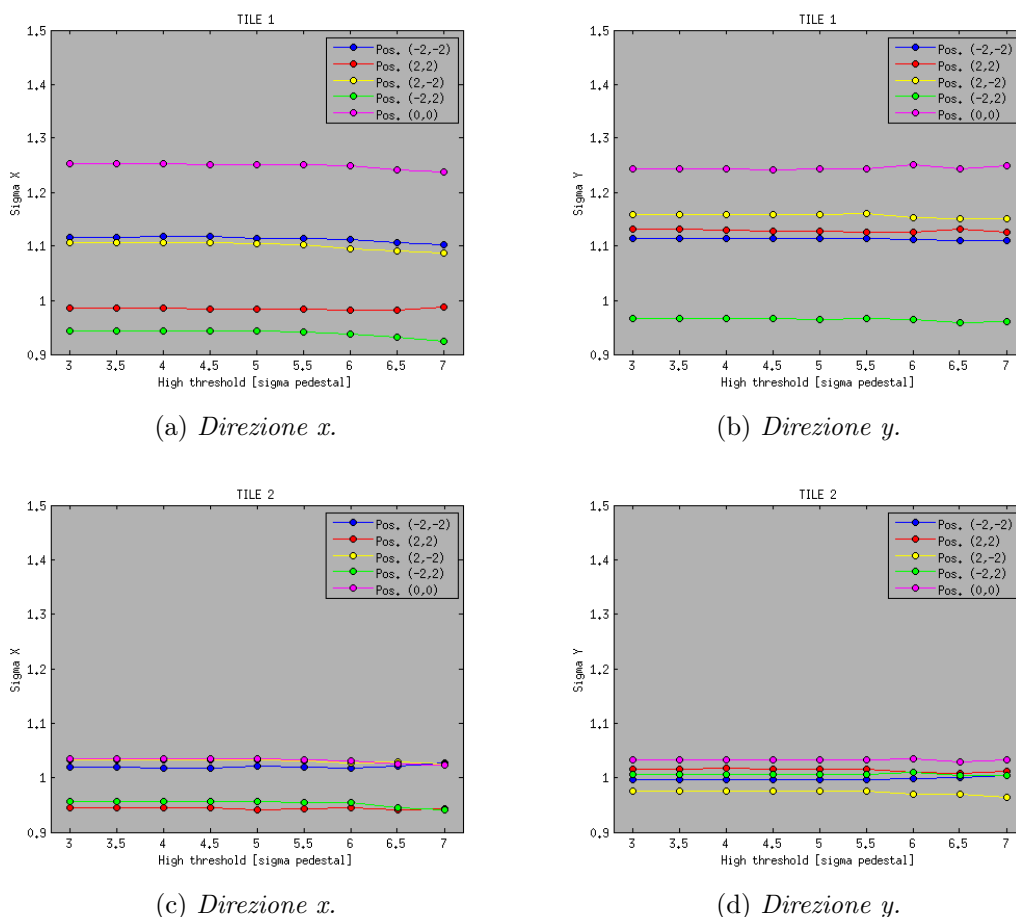 TILE 1
1.5
1.4
1.3
1.2
1.1
1
0.9
Sigma X
Pos. (-2,-2)
Pos. (2,2)
Pos. (2,-2)
Pos. (-2,2)
Pos. (0,0)
3 3.5 4 4.5 5 5.5 6 6.5 7
High threshold [sigma pedestal]
(a) Direzione x.
TILE 1
1.5
1.4
1.3
1.2
1.1
1
0.9
Sigma Y
Pos. (-2,-2)
Pos. (2,2)
Pos. (2,-2)
Pos. (-2,2)
Pos. (0,0)
3 3.5 4 4.5 5 5.5 6 6.5 7
High threshold [sigma pedestal]
(b) Direzione y.
TILE 2
1.5
1.4
1.3
1.2
1.1
1
0.9
Sigma X
Pos. (-2,-2)
Pos. (2,2)
Pos. (2,-2)
Pos. (-2,2)
Pos. (0,0)
3 3.5 4 4.5 5 5.5 6 6.5 7
High threshold [sigma pedestal]
(c) Direzione x.
TILE 2
1.5
1.4
1.3
1.2
1.1
1
0.9
Sigma Y
Pos. (-2,-2)
Pos. (2,2)
Pos. (2,-2)
Pos. (-2,2)
Pos. (0,0)
3 3.5 4 4.5 5 5.5 6 6.5 7
High threshold [sigma pedestal]
(d) Direzione y.